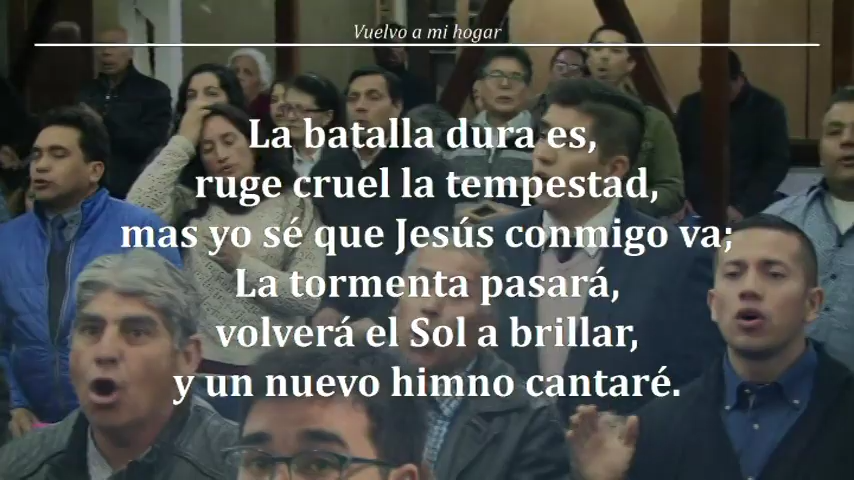 Vuelvo a mi hogar
La batalla dura es,
ruge cruel la tempestad,
mas yo sé que Jesús conmigo va;
La tormenta pasará,
volverá el Sol a brillar,
y un nuevo himno cantaré.